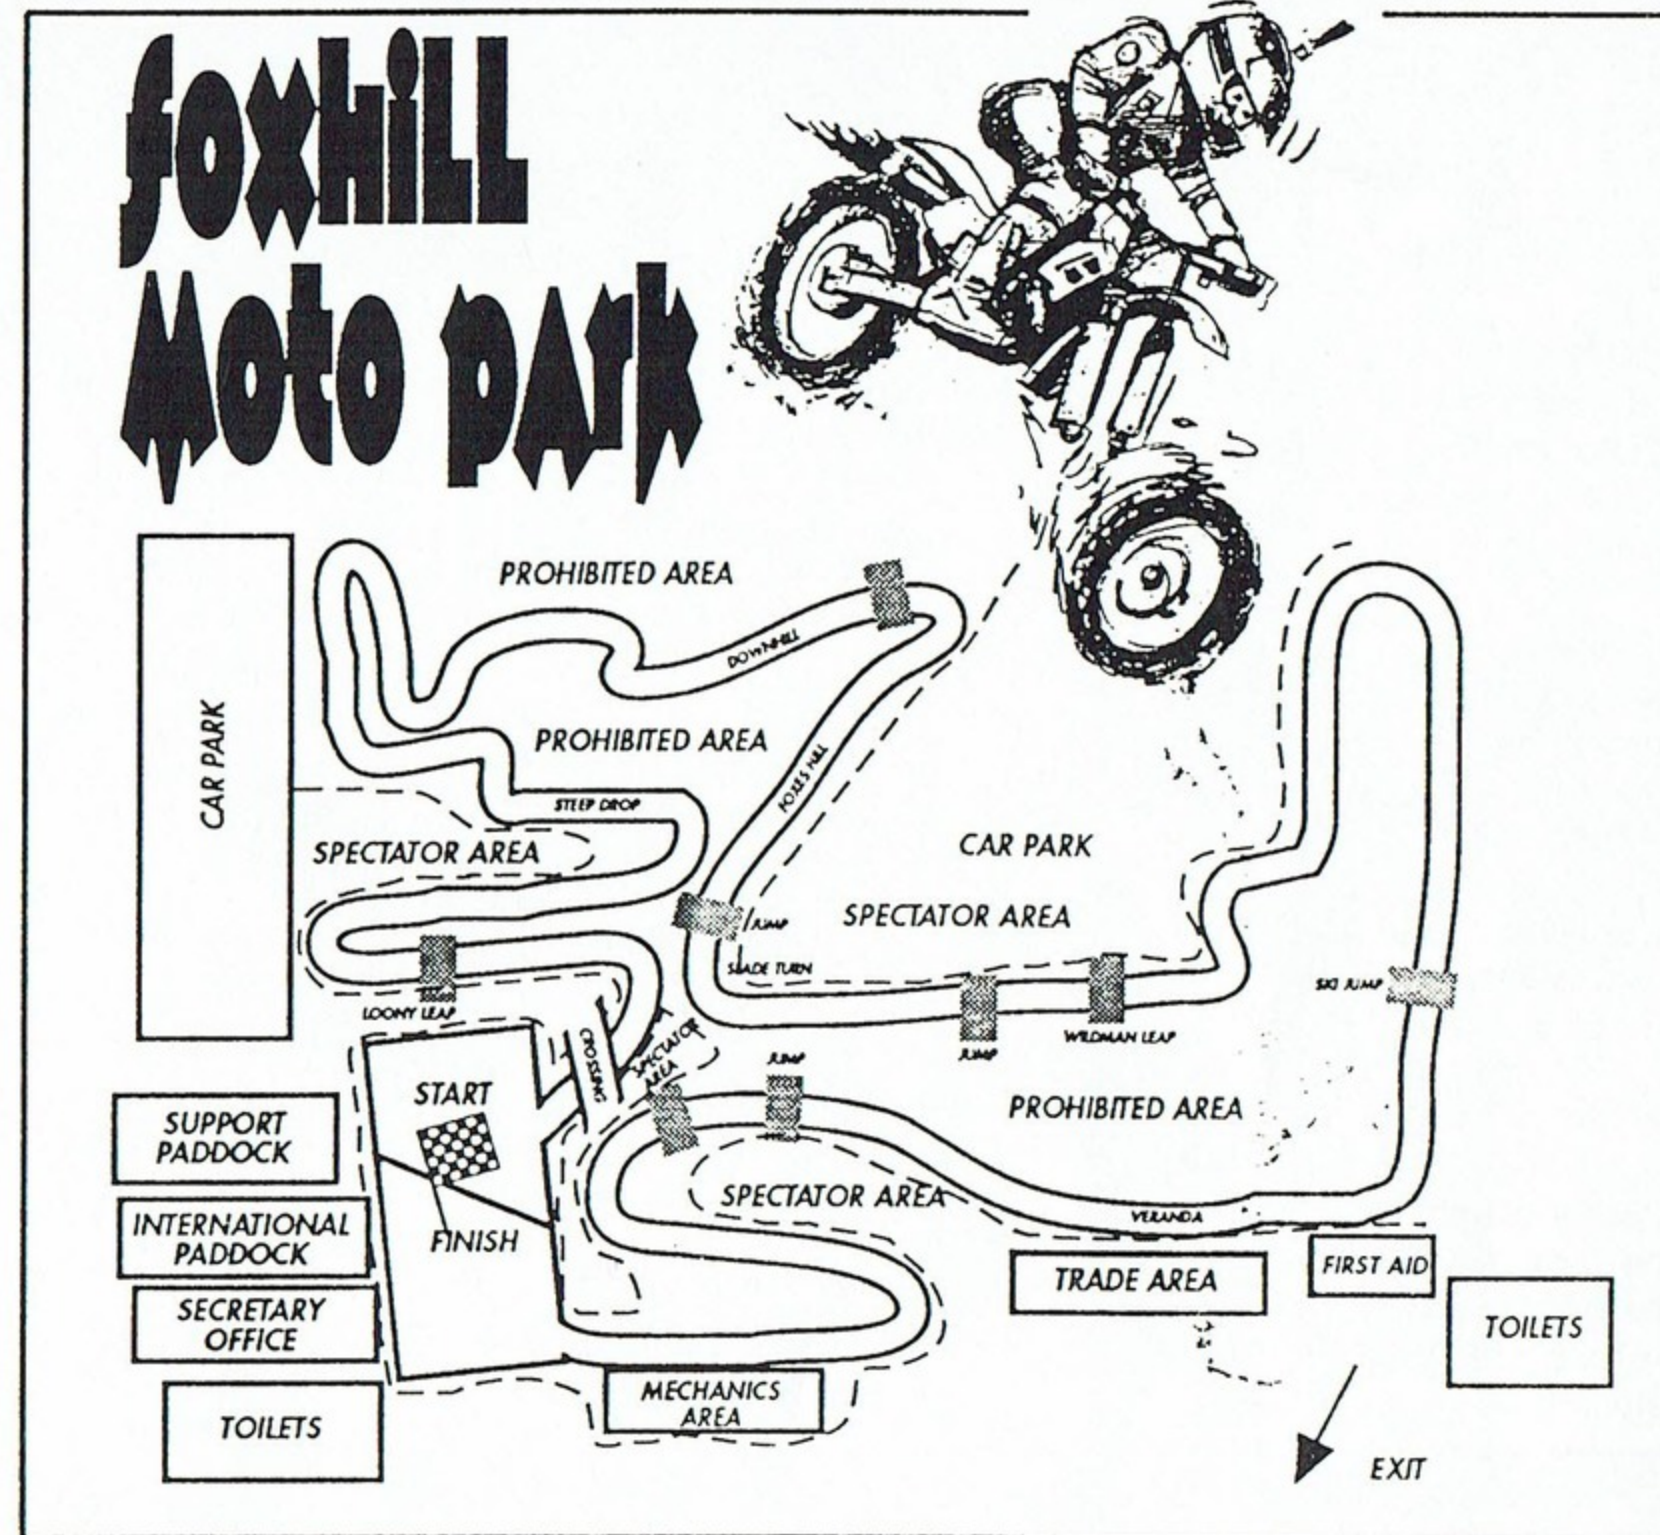 foxHiLL
Moto pArk
PROHIBITED AREA
DOWNHILL
CAR PARK
PROHIBITED AREA
FOXES HILL
STEEP DROP
SPECTATOR AREA
CAR PARK
SPECTATOR AREA
JUMP
SLADE TURN
SKI JUMP
LOONY LEAP
CROSSING
SPECTATOR
AREA
JUMP
JUMP
WILDMAN LEAP
START
PROHIBITED AREA
SUPPORT
PADDOCK
SPECTATOR AREA
VERANDA
INTERNATIONAL
PADDOCK
FINISH
TRADE AREA
FIRST AID
SECRETARY
OFFICE
TOILETS
MECHANICS
AREA
TOILETS
EXIT